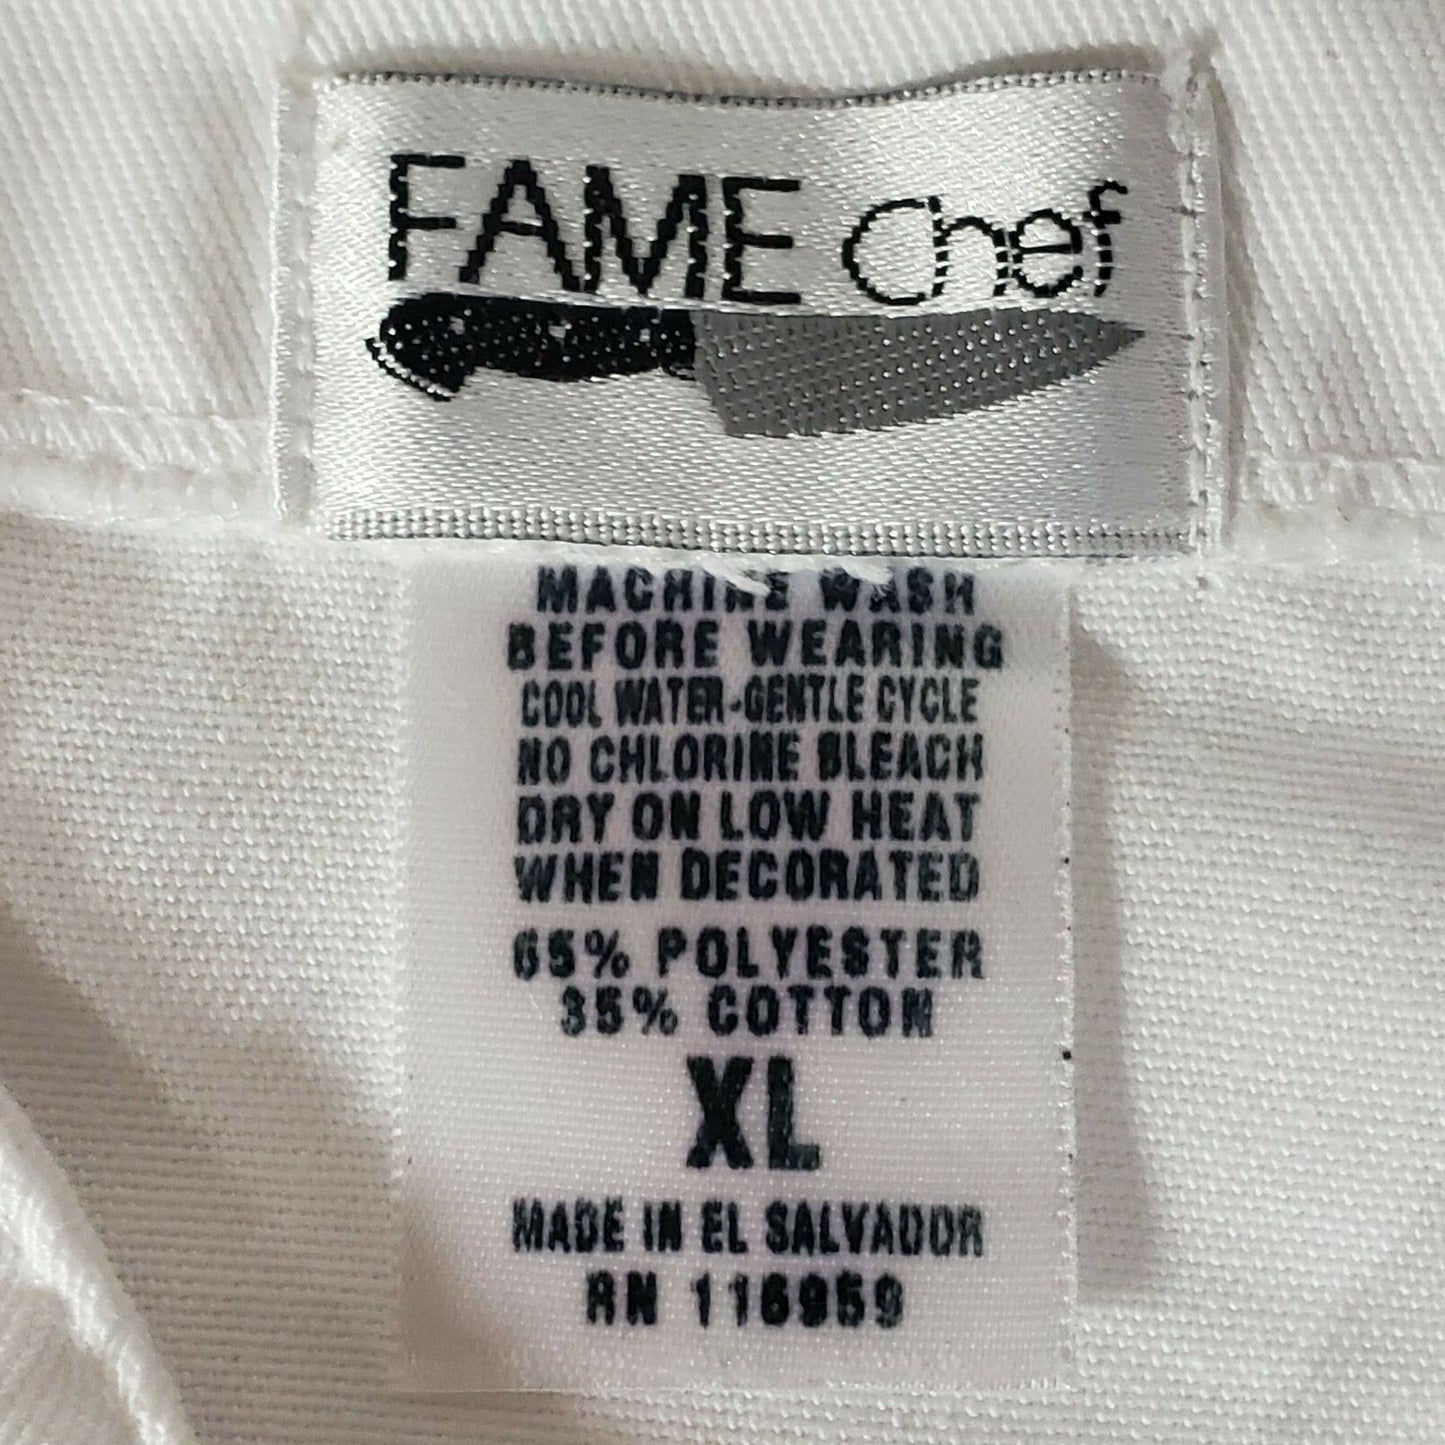 FAME chef
MACHINE WASH
BEFORE WEARING
COOL WATER-GENTLE CYCLE
NO CHLORINE BLEACH
DRY ON LOW HEAT
WHEN DECORATED
65% POLYESTER
35% COTTON
XL
MADE IN EL SALVADOR
RN 116959